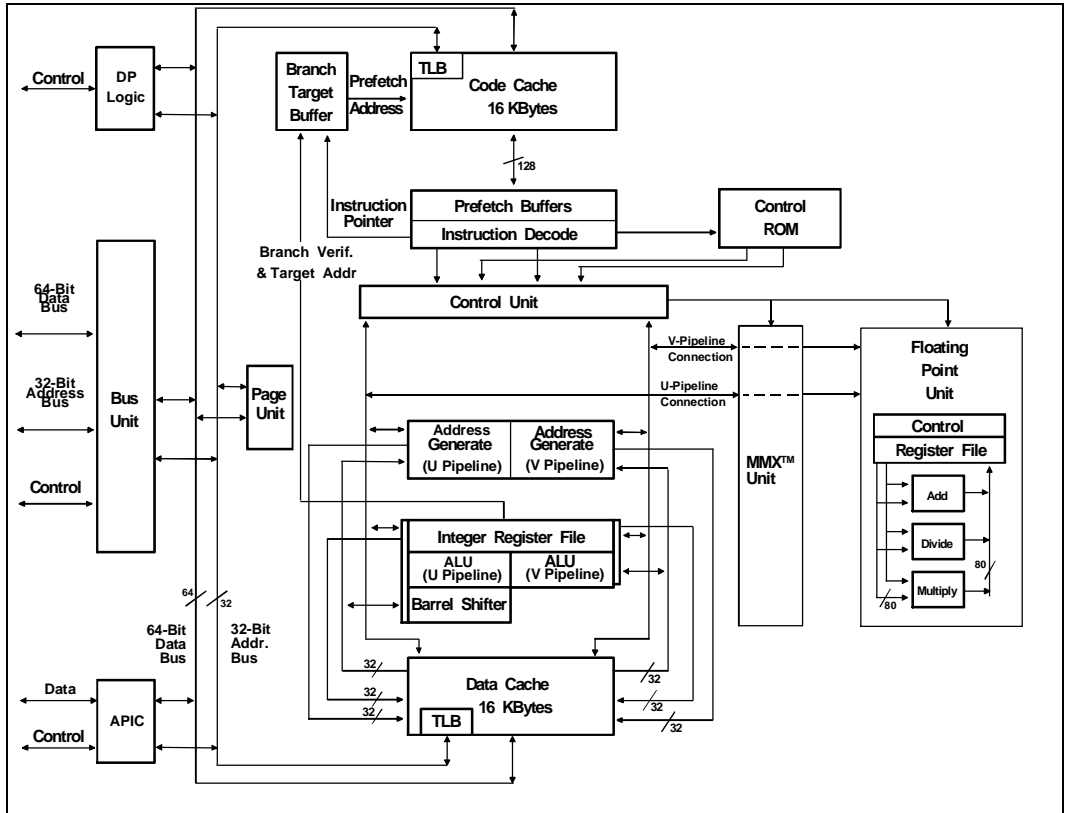 DP
Logic
Control
Branch
Target
Buffer
Prefetch
Address
TLB
Code Cache
16 KBytes
128
Instruction
Pointer
Prefetch Buffers
Instruction Decode
Control
ROM
Branch Verif.
& Target Addr
Control Unit
64-Bit
Data
Bus
32-Bit
Address
Bus
Control
Bus
Unit
Page
Unit
V-Pipeline
Connection
U-Pipeline
Connection
MMX™
Unit
Floating
Point
Unit
Control
Register File
Add
Divide
Multiply
80
80
Address
Generate
(U Pipeline)
Address
Generate
(V Pipeline)
Integer Register File
ALU
(U Pipeline)
ALU
(V Pipeline)
Barrel Shifter
64
32
64-Bit
Data
Bus
32-Bit
Addr.
Bus
Data
Control
APIC
32
32
32
32
32
32
Data Cache
16 KBytes
TLB